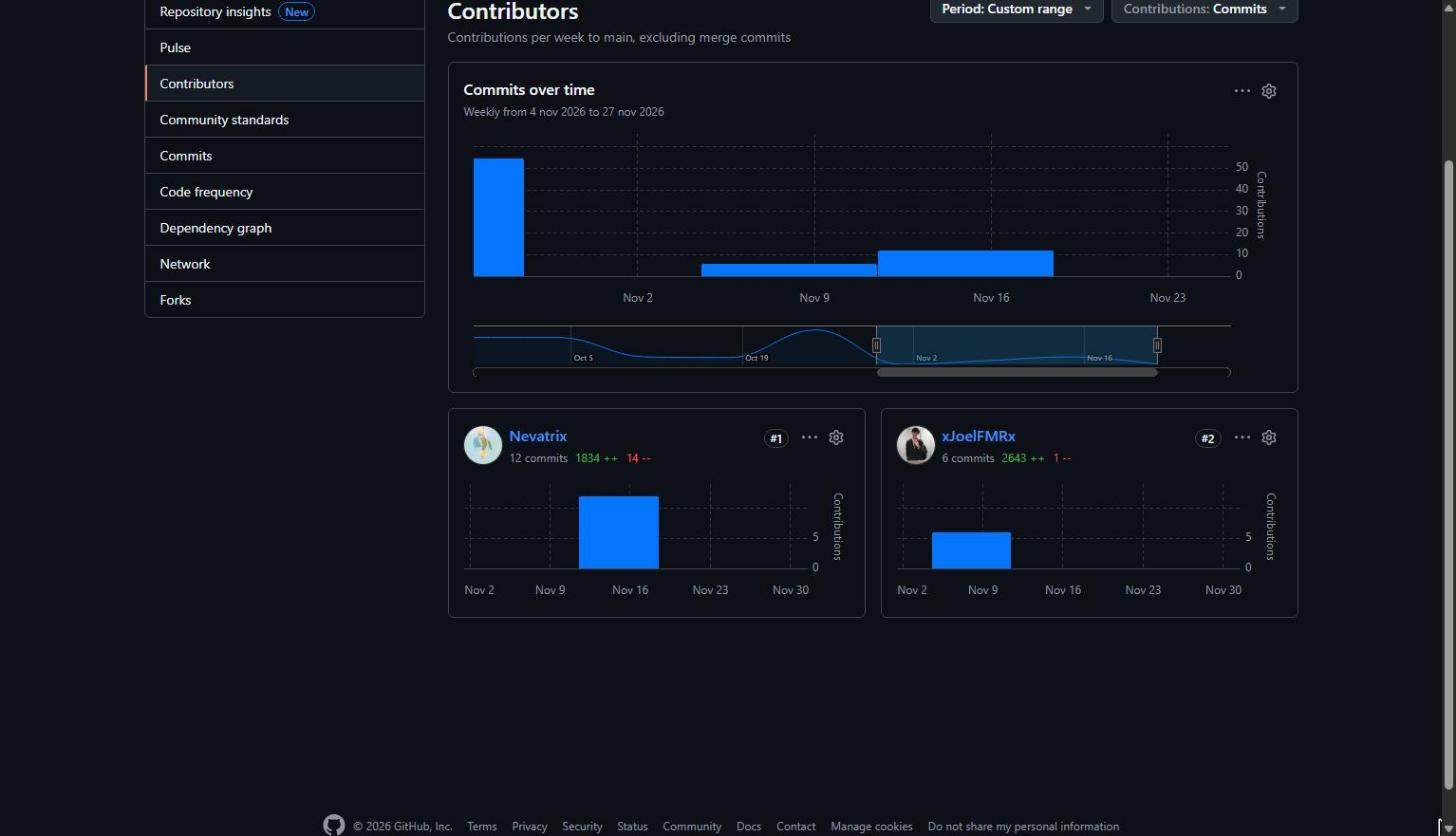 Repository insights New
Pulse
Contributors
Community standards
Commits
Code frequency
Dependency graph
Network
Forks
Contributors
Period: Custom range
Contributions: Commits
Contributions per week to main, excluding merge commits
Commits over time
Weekly from 4 nov 2026 to 27 nov 2026
50
40
30
20
10
0
Contributions
Nov 2 Nov 9 Nov 16 Nov 23
Oct 5 Oct 19 Nov 2 Nov 16
Nevatrix #1
12 commits 1834 ++ 14 --
5
0
Contributions
Nov 2 Nov 9 Nov 16 Nov 23 Nov 30
xJoelFMRx #2
6 commits 2643 ++ 1 --
5
0
Contributions
Nov 2 Nov 9 Nov 16 Nov 23 Nov 30
© 2026 GitHub, Inc. Terms Privacy Security Status Community Docs Contact Manage cookies Do not share my personal information